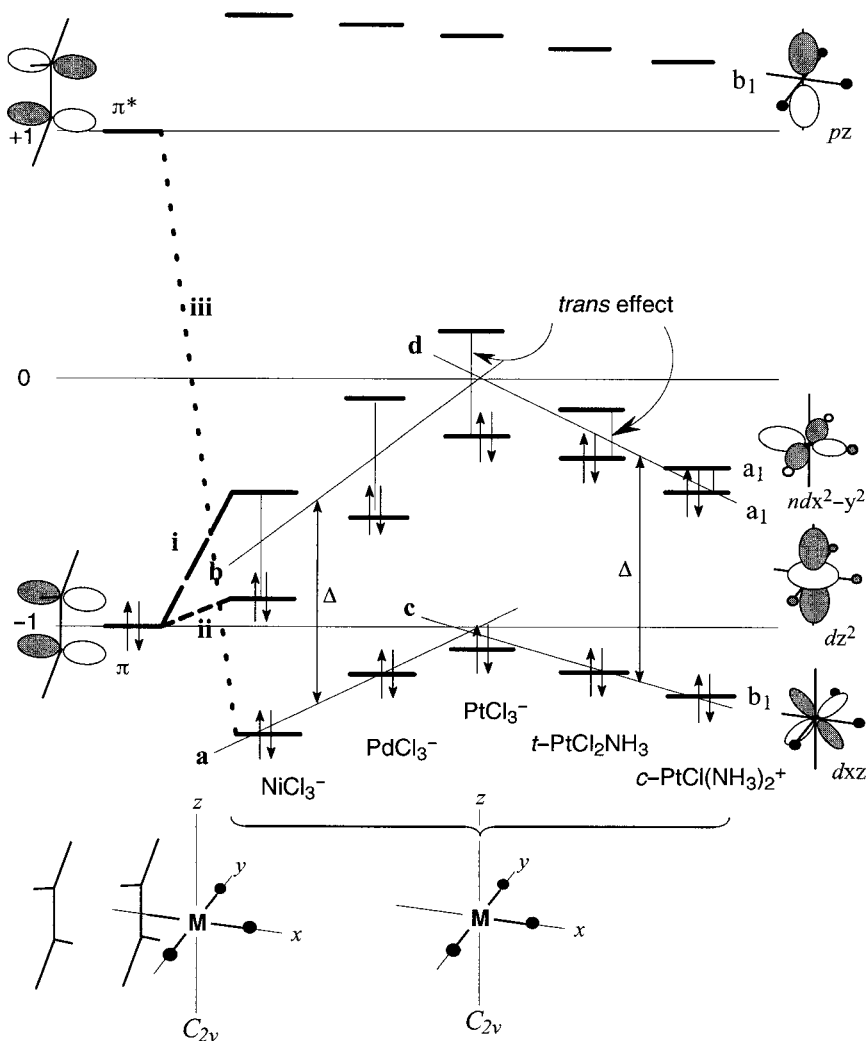 π*
+1
b₁
pz
iii
trans effect
d
0
a₁
ndx²−y²
a₁
i
b
Δ
Δ
c
−1
ii
π
dz²
PtCl₃⁻
b₁
PdCl₃⁻
t–PtCl₂NH₃
dxz
a
NiCl₃⁻
c–PtCl(NH₃)₂⁺
z
z
y
y
M
x
M
x
C₂ᵥ
C₂ᵥ